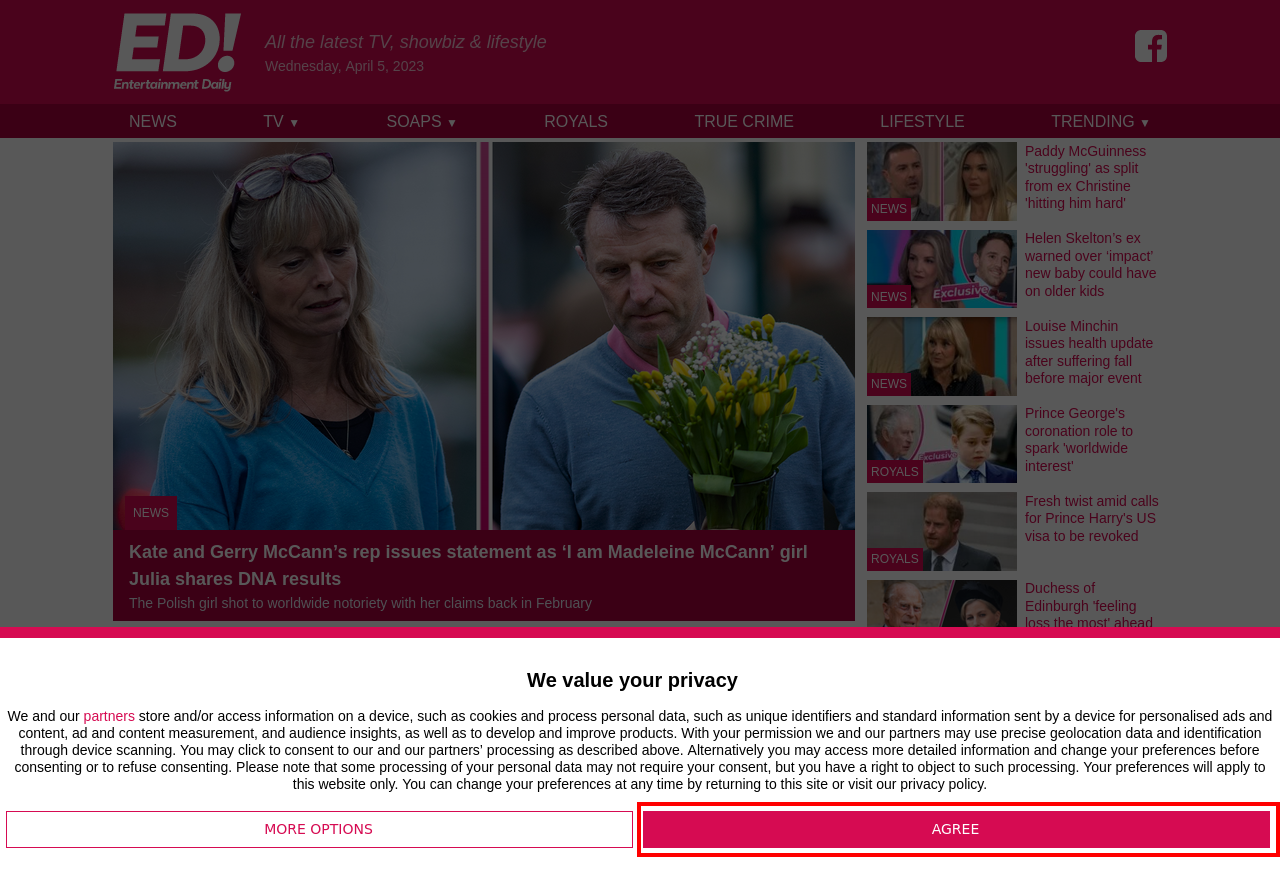 ED!
Entertainment Daily
All the latest TV, showbiz & lifestyle
Wednesday, April 5, 2023
NEWS
TV ▼
SOAPS ▼
ROYALS
TRUE CRIME
LIFESTYLE
TRENDING ▼
NEWS
Kate and Gerry McCann’s rep issues statement as ‘I am Madeleine McCann’ girl
Julia shares DNA results
The Polish girl shot to worldwide notoriety with her claims back in February
NEWS
Paddy McGuinness
'struggling' as split
from ex Christine
'hitting him hard'
Exclusive
NEWS
Helen Skelton’s ex
warned over ‘impact’
new baby could have
on older kids
NEWS
Louise Minchin
issues health update
after suffering fall
before major event
Exclusive
ROYALS
Prince George's
coronation role to
spark 'worldwide
interest'
ROYALS
Fresh twist amid calls
for Prince Harry's US
visa to be revoked
Duchess of
Edinburgh 'feeling
loss the most' ahead
We value your privacy
We and our partners store and/or access information on a device, such as cookies and process personal data, such as unique identifiers and standard information sent by a device for personalised ads and
content, ad and content measurement, and audience insights, as well as to develop and improve products. With your permission we and our partners may use precise geolocation data and identification
through device scanning. You may click to consent to our and our partners’ processing as described above. Alternatively you may access more detailed information and change your preferences before
consenting or to refuse consenting. Please note that some processing of your personal data may not require your consent, but you have a right to object to such processing. Your preferences will apply to
this website only. You can change your preferences at any time by returning to this site or visit our privacy policy.
MORE OPTIONS
AGREE